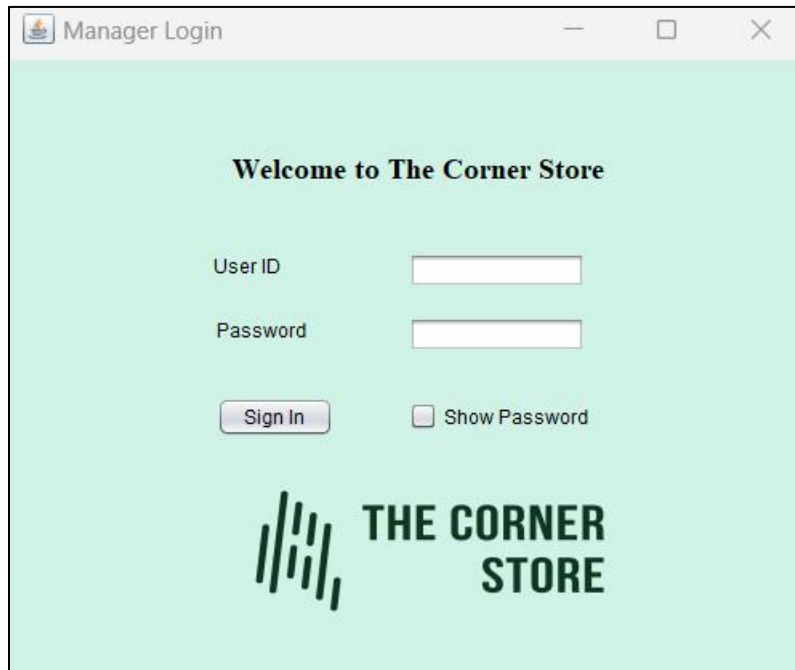 Manager Login
Welcome to The Corner Store
User ID
Password
Sign In
Show Password
THE CORNER
STORE